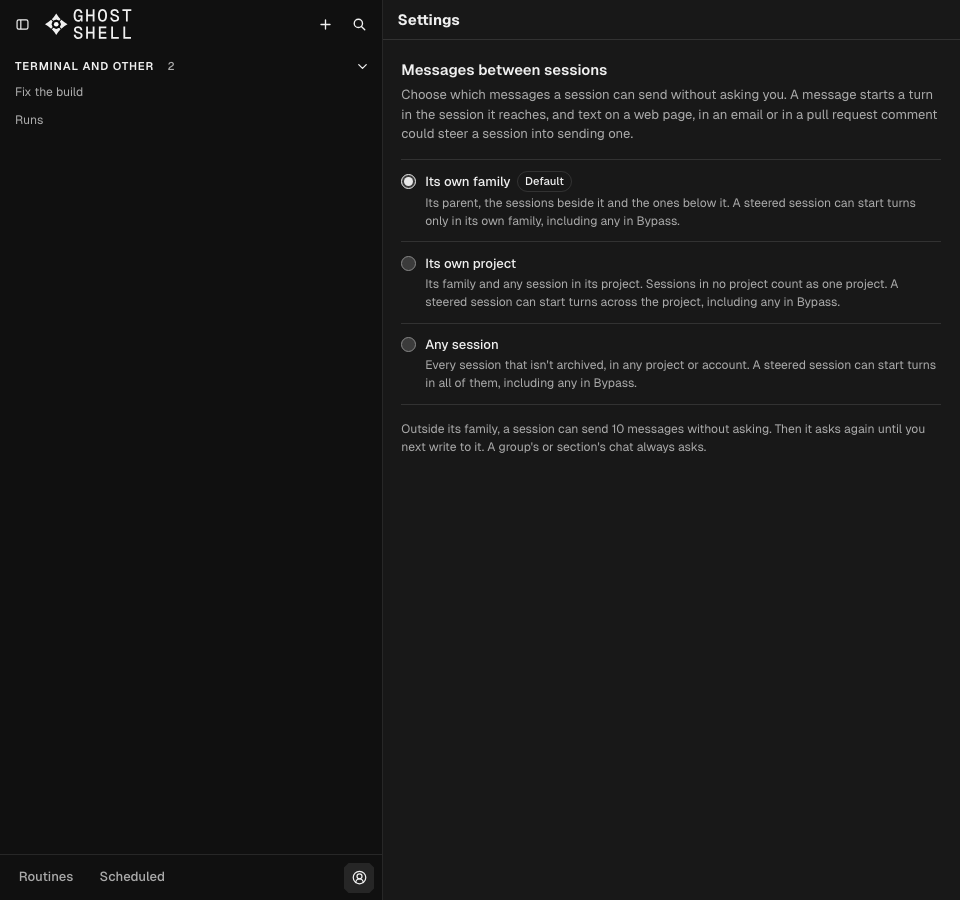 GHOST
SHELL
TERMINAL AND OTHER 2
Fix the build
Runs
Routines
Scheduled
Settings
Messages between sessions
Choose which messages a session can send without asking you. A message starts a turn
in the session it reaches, and text on a web page, in an email or in a pull request comment
could steer a session into sending one.
Its own family Default
Its parent, the sessions beside it and the ones below it. A steered session can start turns
only in its own family, including any in Bypass.
Its own project
Its family and any session in its project. Sessions in no project count as one project. A
steered session can start turns across the project, including any in Bypass.
Any session
Every session that isn't archived, in any project or account. A steered session can start turns
in all of them, including any in Bypass.
Outside its family, a session can send 10 messages without asking. Then it asks again until you
next write to it. A group's or section's chat always asks.